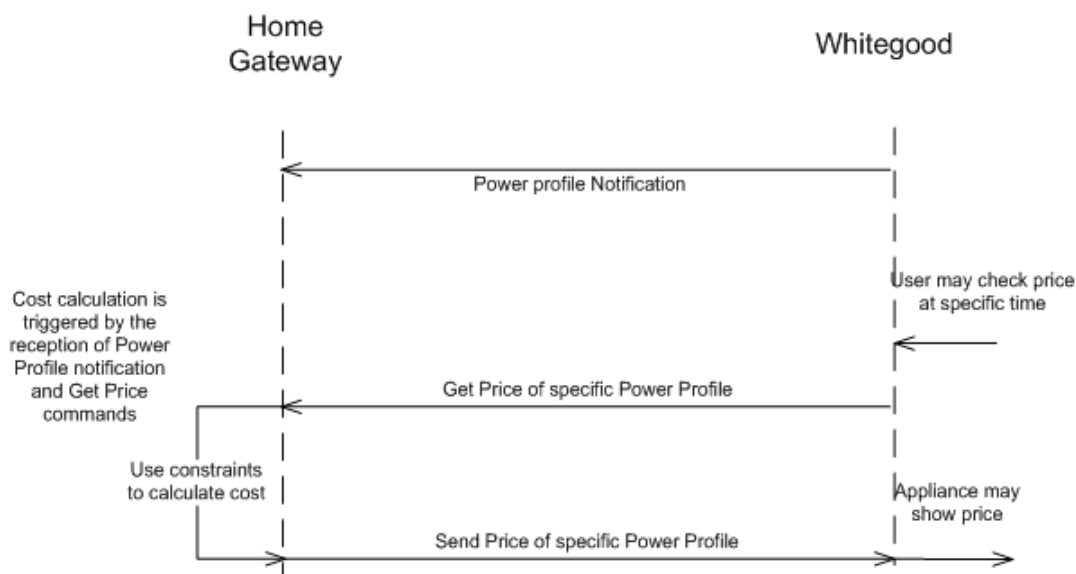 Home
Gateway
Whitegood
Power profile Notification
User may check price
at specific time
Cost calculation is
triggered by the
reception of Power
Profile notification
and Get Price
commands
Get Price of specific Power Profile
Use constraints
to calculate cost
Appliance may
show price
Send Price of specific Power Profile